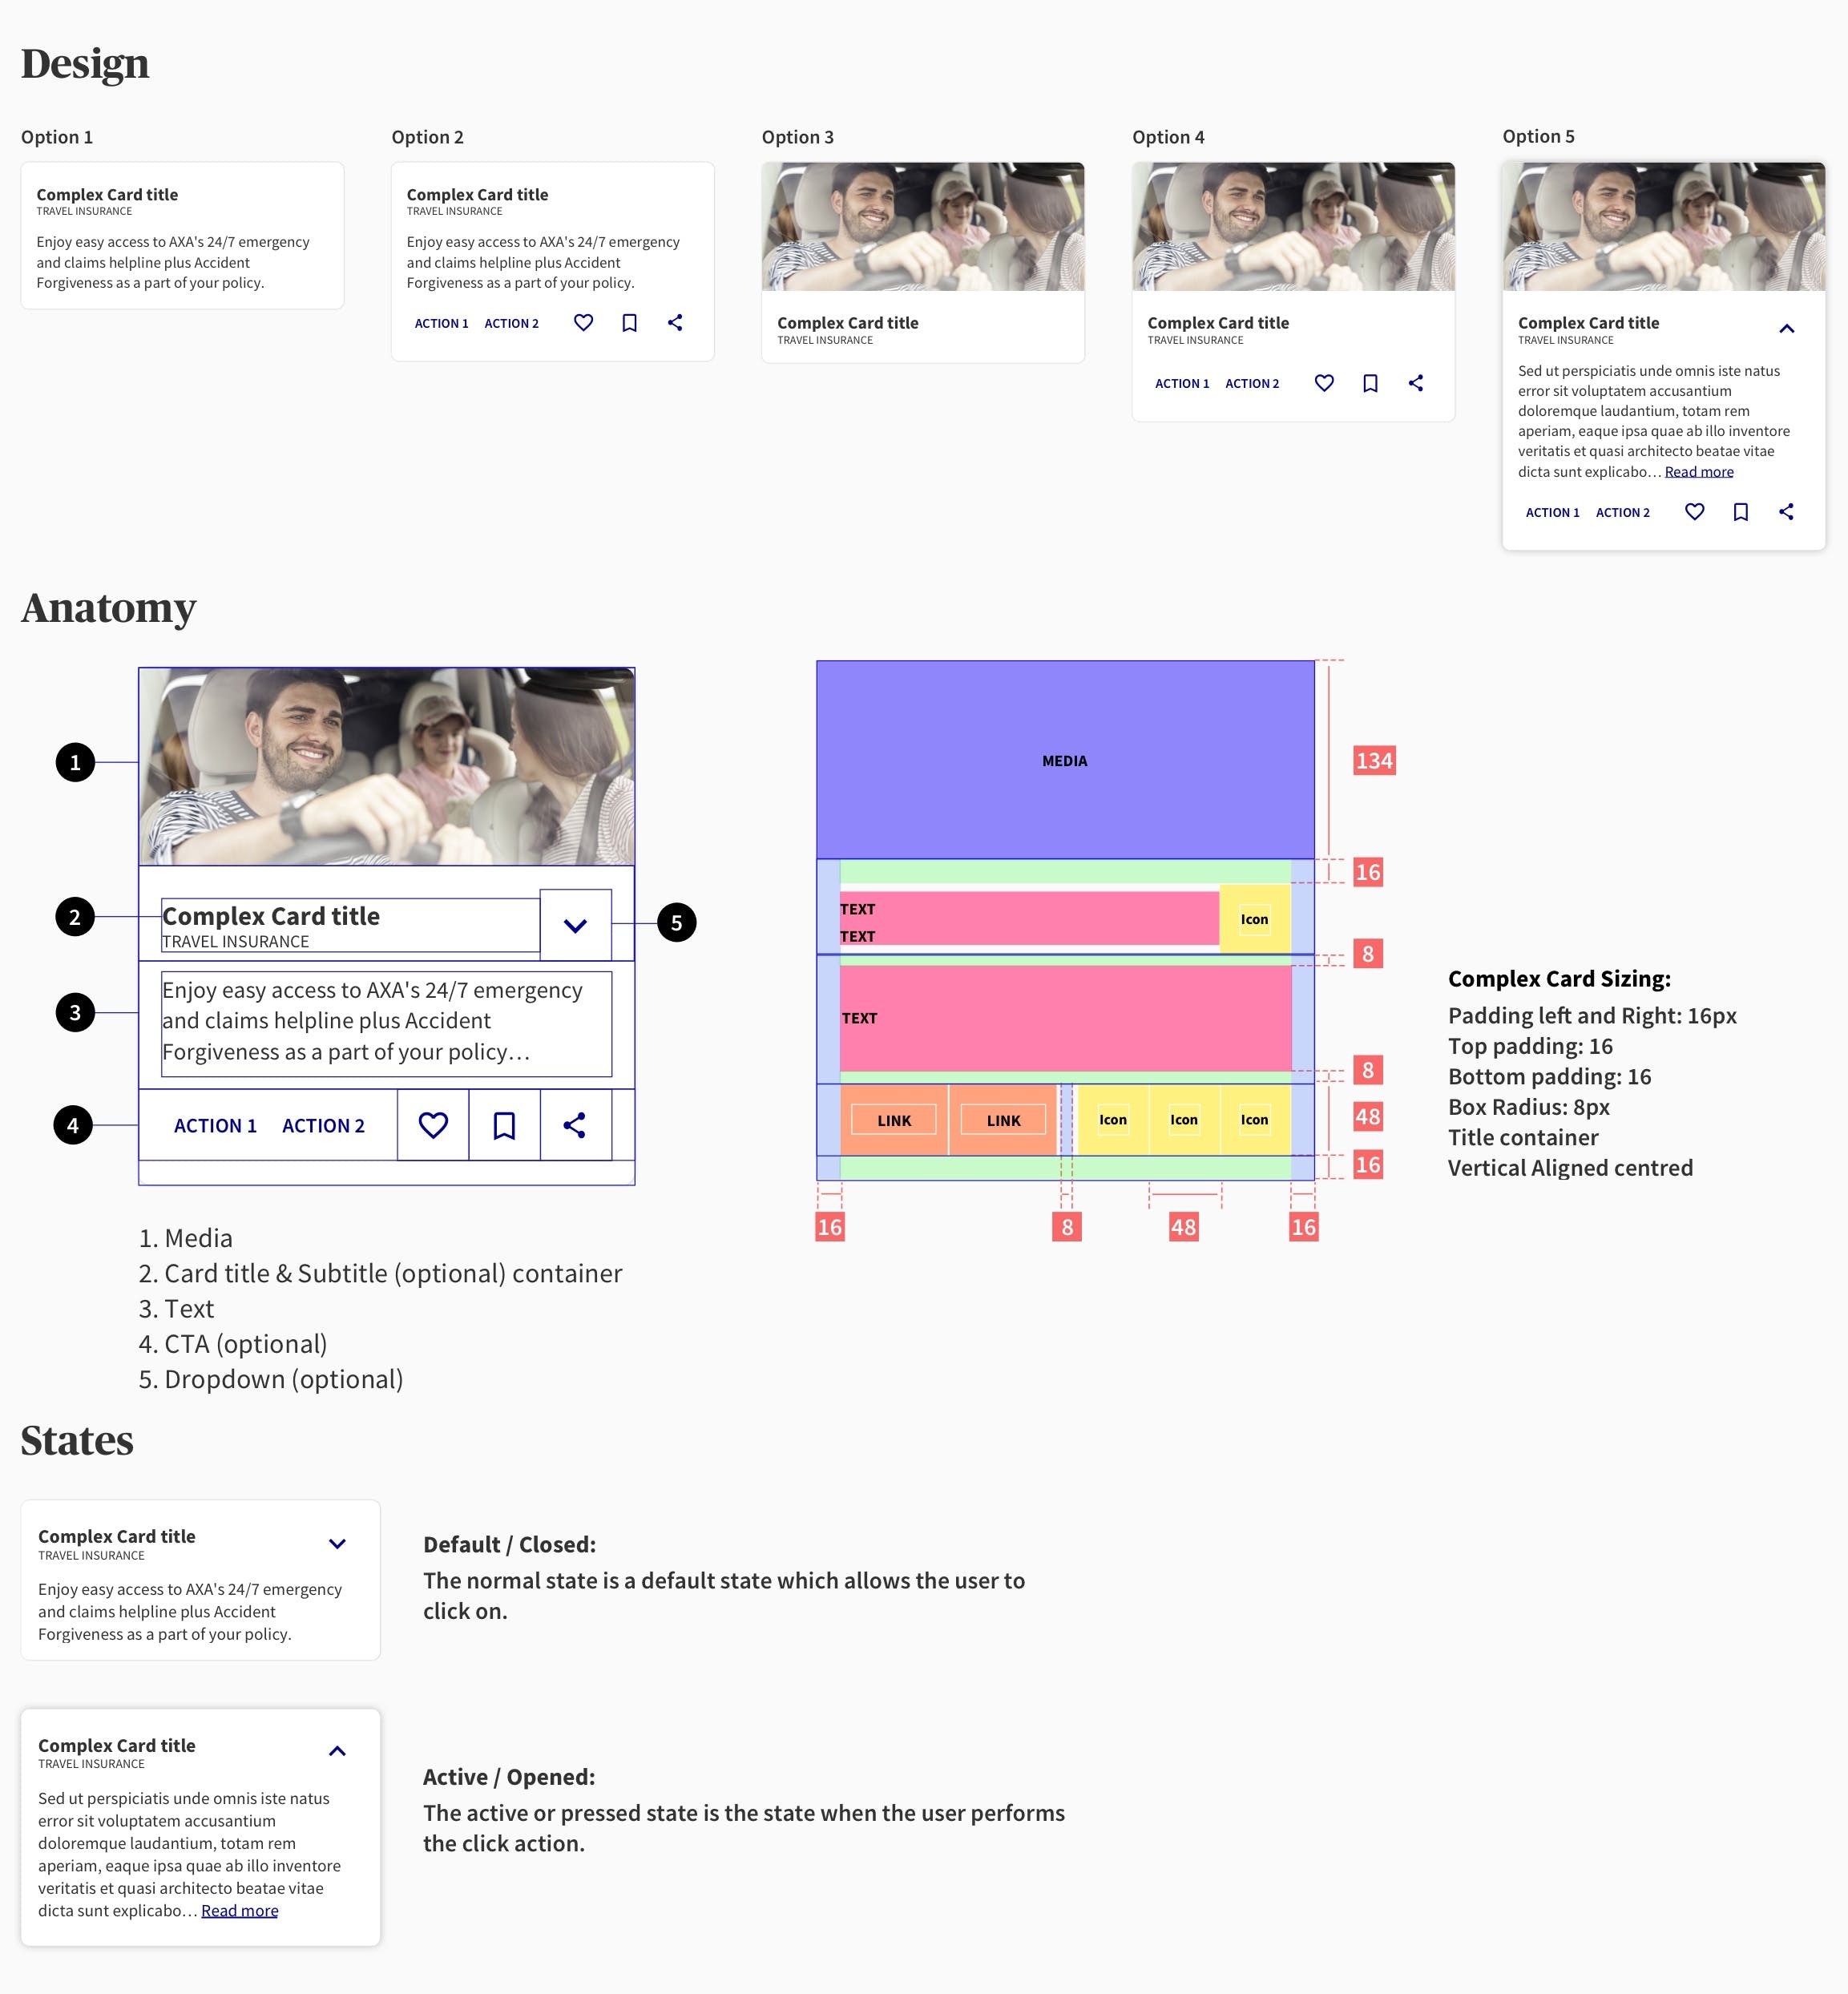 Design
Option 1
Complex Card title
TRAVEL INSURANCE
Enjoy easy access to AXA's 24/7 emergency
and claims helpline plus Accident
Forgiveness as a part of your policy.
Option 2
Complex Card title
TRAVEL INSURANCE
Enjoy easy access to AXA's 24/7 emergency
and claims helpline plus Accident
Forgiveness as a part of your policy.
ACTION 1 ACTION 2
Option 3
Complex Card title
TRAVEL INSURANCE
Option 4
Complex Card title
TRAVEL INSURANCE
ACTION 1 ACTION 2
Option 5
Complex Card title
TRAVEL INSURANCE
Sed ut perspiciatis unde omnis iste natus
error sit voluptatem accusantium
doloremque laudantium, totam rem
aperiam, eaque ipsa quae ab illo inventore
veritatis et quasi architecto beatae vitae
dicta sunt explicabo… Read more
ACTION 1 ACTION 2
Anatomy
1
2
Complex Card title
TRAVEL INSURANCE
5
3
Enjoy easy access to AXA's 24/7 emergency
and claims helpline plus Accident
Forgiveness as a part of your policy…
4
ACTION 1 ACTION 2
1. Media
2. Card title & Subtitle (optional) container
3. Text
4. CTA (optional)
5. Dropdown (optional)
MEDIA
134
16
TEXT
TEXT
Icon
8
TEXT
8
LINK LINK Icon Icon Icon
48
16
16 8 48 16
Complex Card Sizing:
Padding left and Right: 16px
Top padding: 16
Bottom padding: 16
Box Radius: 8px
Title container
Vertical Aligned centred
States
Complex Card title
TRAVEL INSURANCE
Enjoy easy access to AXA's 24/7 emergency
and claims helpline plus Accident
Forgiveness as a part of your policy.
Default / Closed:
The normal state is a default state which allows the user to
click on.
Complex Card title
TRAVEL INSURANCE
Sed ut perspiciatis unde omnis iste natus
error sit voluptatem accusantium
doloremque laudantium, totam rem
aperiam, eaque ipsa quae ab illo inventore
veritatis et quasi architecto beatae vitae
dicta sunt explicabo… Read more
Active / Opened:
The active or pressed state is the state when the user performs
the click action.